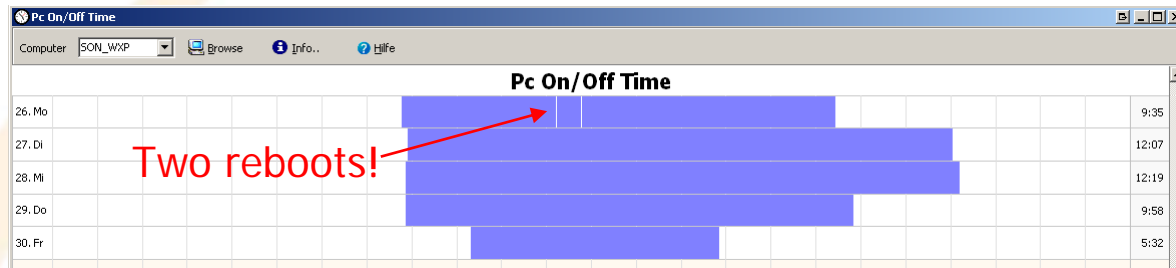 Pc On/Off Time
Computer SON_WXP Browse Info.. Hilfe
Pc On/Off Time
26. Mo 9:35
27. Di 12:07
Two reboots!
28. Mi 12:19
29. Do 9:58
30. Fr 5:32